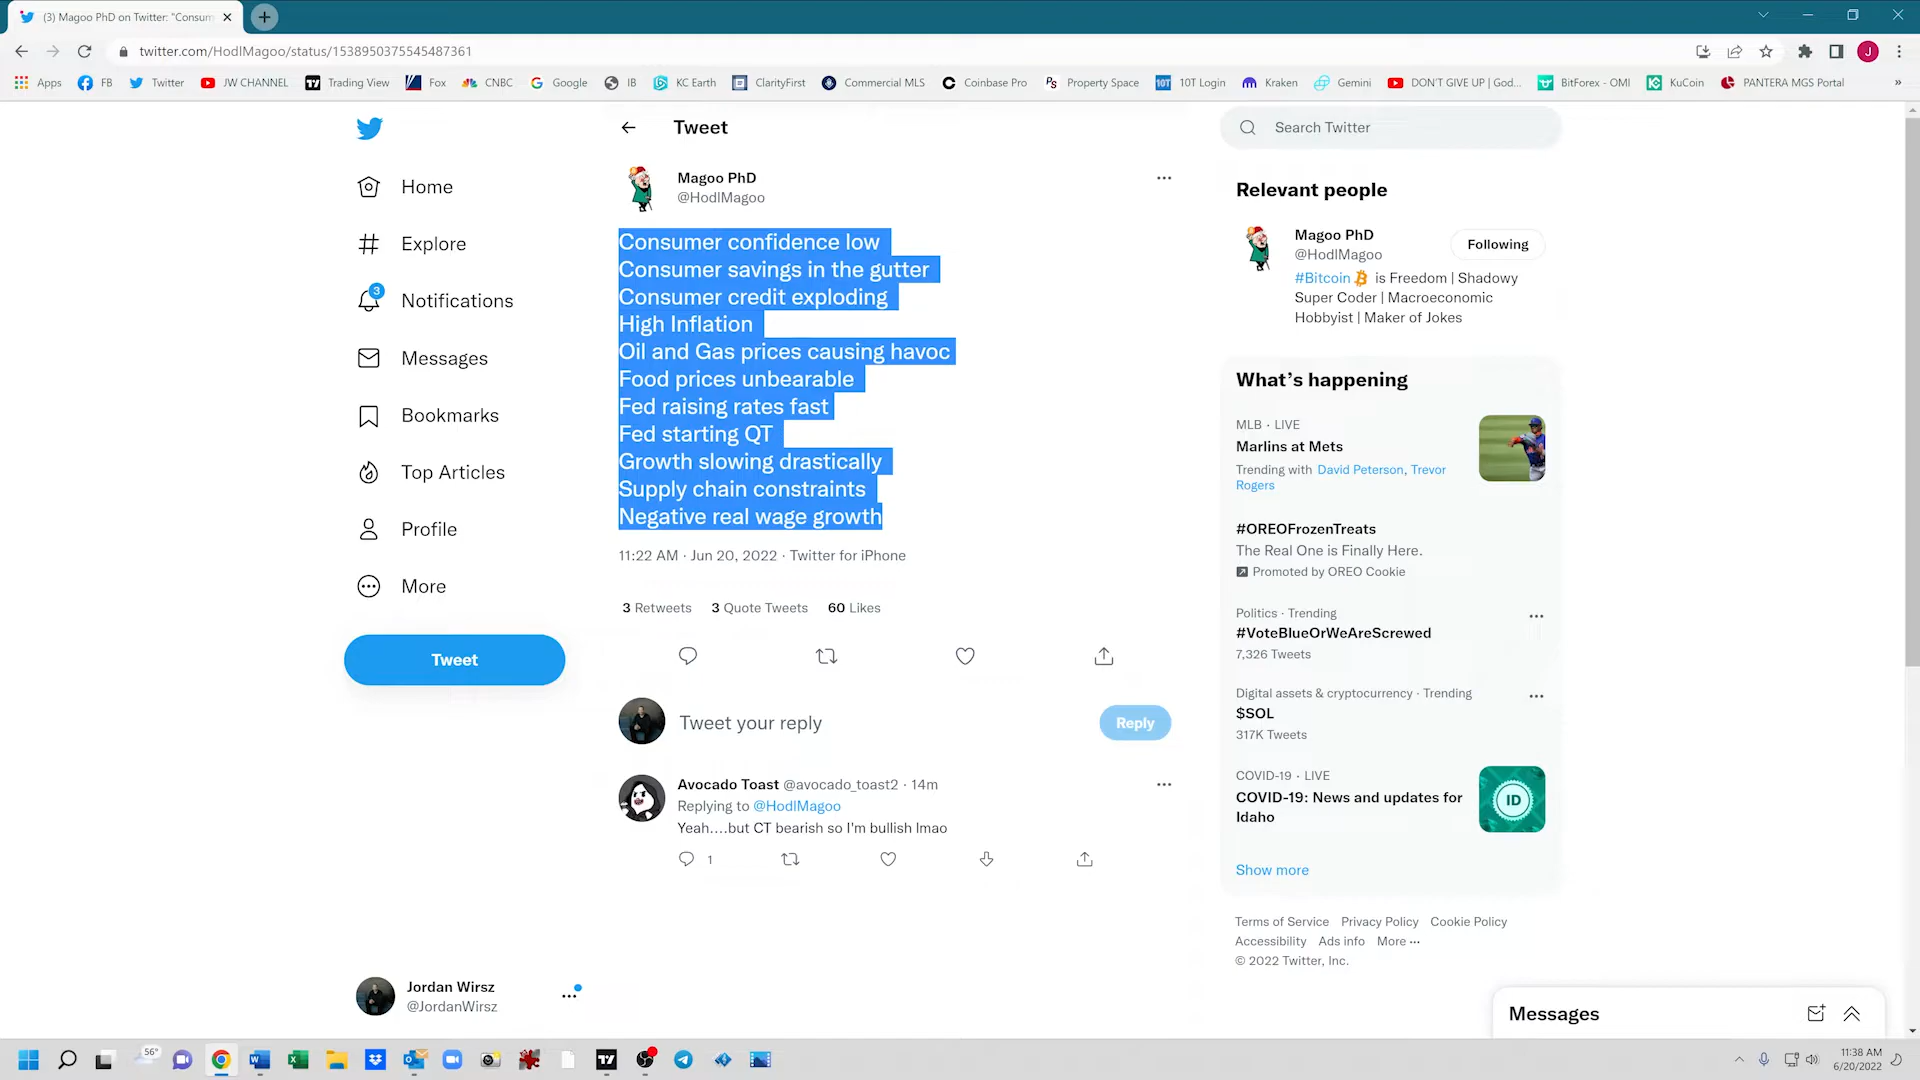 (3) Magoo PhD on Twitter: "Consum
twitter.com/HodlMagoo/status/1538950375545487361
J
Apps
FB
Twitter
JW CHANNEL
Trading View
Fox
CNBC
Google
IB
KC Earth
ClarityFirst
Commercial MLS
Coinbase Pro
Property Space
10T Login
Kraken
Gemini
DON'T GIVE UP | God...
BitForex - OMI
KuCoin
PANTERA MGS Portal
»
Home
Explore
3
Notifications
Messages
Bookmarks
Top Articles
Profile
More
Tweet
Jordan Wirsz
@JordanWirsz
Tweet
Magoo PhD
@HodlMagoo
Consumer confidence low
Consumer savings in the gutter
Consumer credit exploding
High Inflation
Oil and Gas prices causing havoc
Food prices unbearable
Fed raising rates fast
Fed starting QT
Growth slowing drastically
Supply chain constraints
Negative real wage growth
11:22 AM · Jun 20, 2022 · Twitter for iPhone
3 Retweets 3 Quote Tweets 60 Likes
Tweet your reply
Reply
Avocado Toast @avocado_toast2 · 14m
Replying to @HodlMagoo
Yeah....but CT bearish so I'm bullish lmao
1
Search Twitter
Relevant people
Magoo PhD
@HodlMagoo
Following
#Bitcoin is Freedom | Shadowy
Super Coder | Macroeconomic
Hobbyist | Maker of Jokes
What's happening
MLB · LIVE
Marlins at Mets
Trending with David Peterson, Trevor
Rogers
#OREOFrozenTreats
The Real One is Finally Here.
Promoted by OREO Cookie
Politics · Trending
#VoteBlueOrWeAreScrewed
7,326 Tweets
Digital assets & cryptocurrency · Trending
$SOL
317K Tweets
COVID-19 · LIVE
COVID-19: News and updates for
Idaho
ID
Show more
Terms of Service Privacy Policy Cookie Policy
Accessibility Ads info More ···
© 2022 Twitter, Inc.
Messages
56°
11:38 AM
6/20/2022